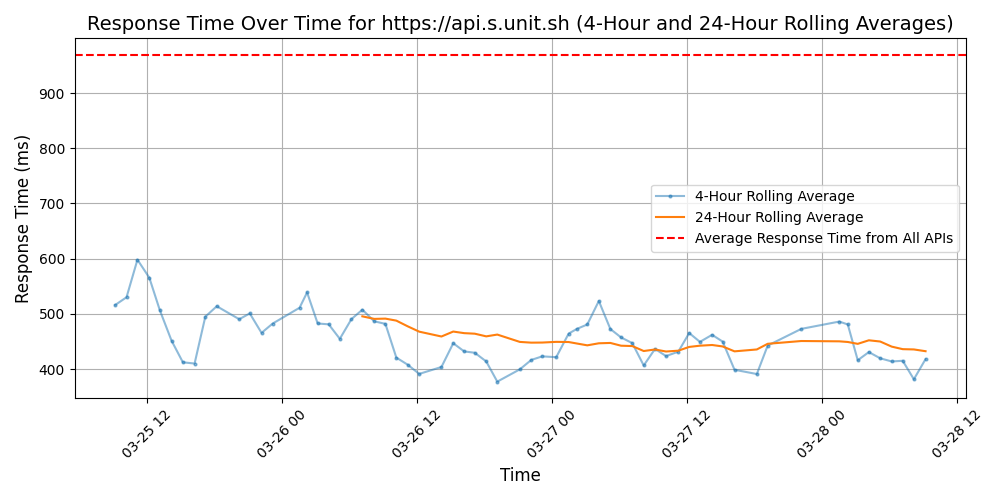 Response Time Over Time for https://api.s.unit.sh (4-Hour and 24-Hour Rolling Averages)
Response Time (ms)
900
800
700
600
500
400
4-Hour Rolling Average
24-Hour Rolling Average
Average Response Time from All APIs
03-25 12
03-26 00
03-26 12
03-27 00
03-27 12
03-28 00
03-28 12
Time